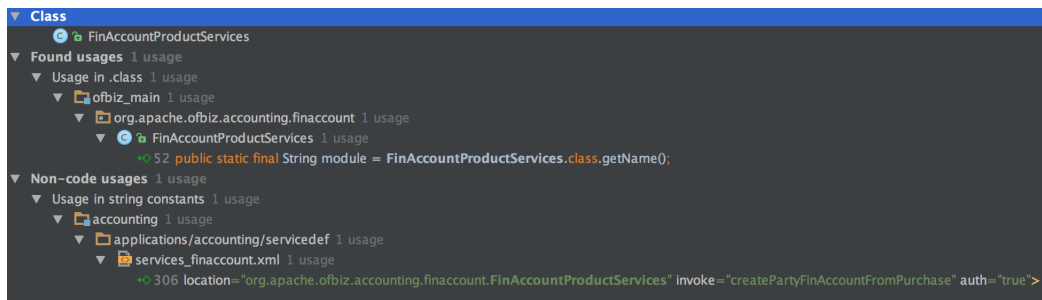 Class
FinAccountProductServices
Found usages 1 usage
Usage in .class 1 usage
ofbiz_main 1 usage
org.apache.ofbiz.accounting.finaccount 1 usage
FinAccountProductServices 1 usage
52 public static final String module = FinAccountProductServices.class.getName();
Non-code usages 1 usage
Usage in string constants 1 usage
accounting 1 usage
applications/accounting/servicedef 1 usage
services_finaccount.xml 1 usage
306 location="org.apache.ofbiz.accounting.finaccount.FinAccountProductServices" invoke="createPartyFinAccountFromPurchase" auth="true">